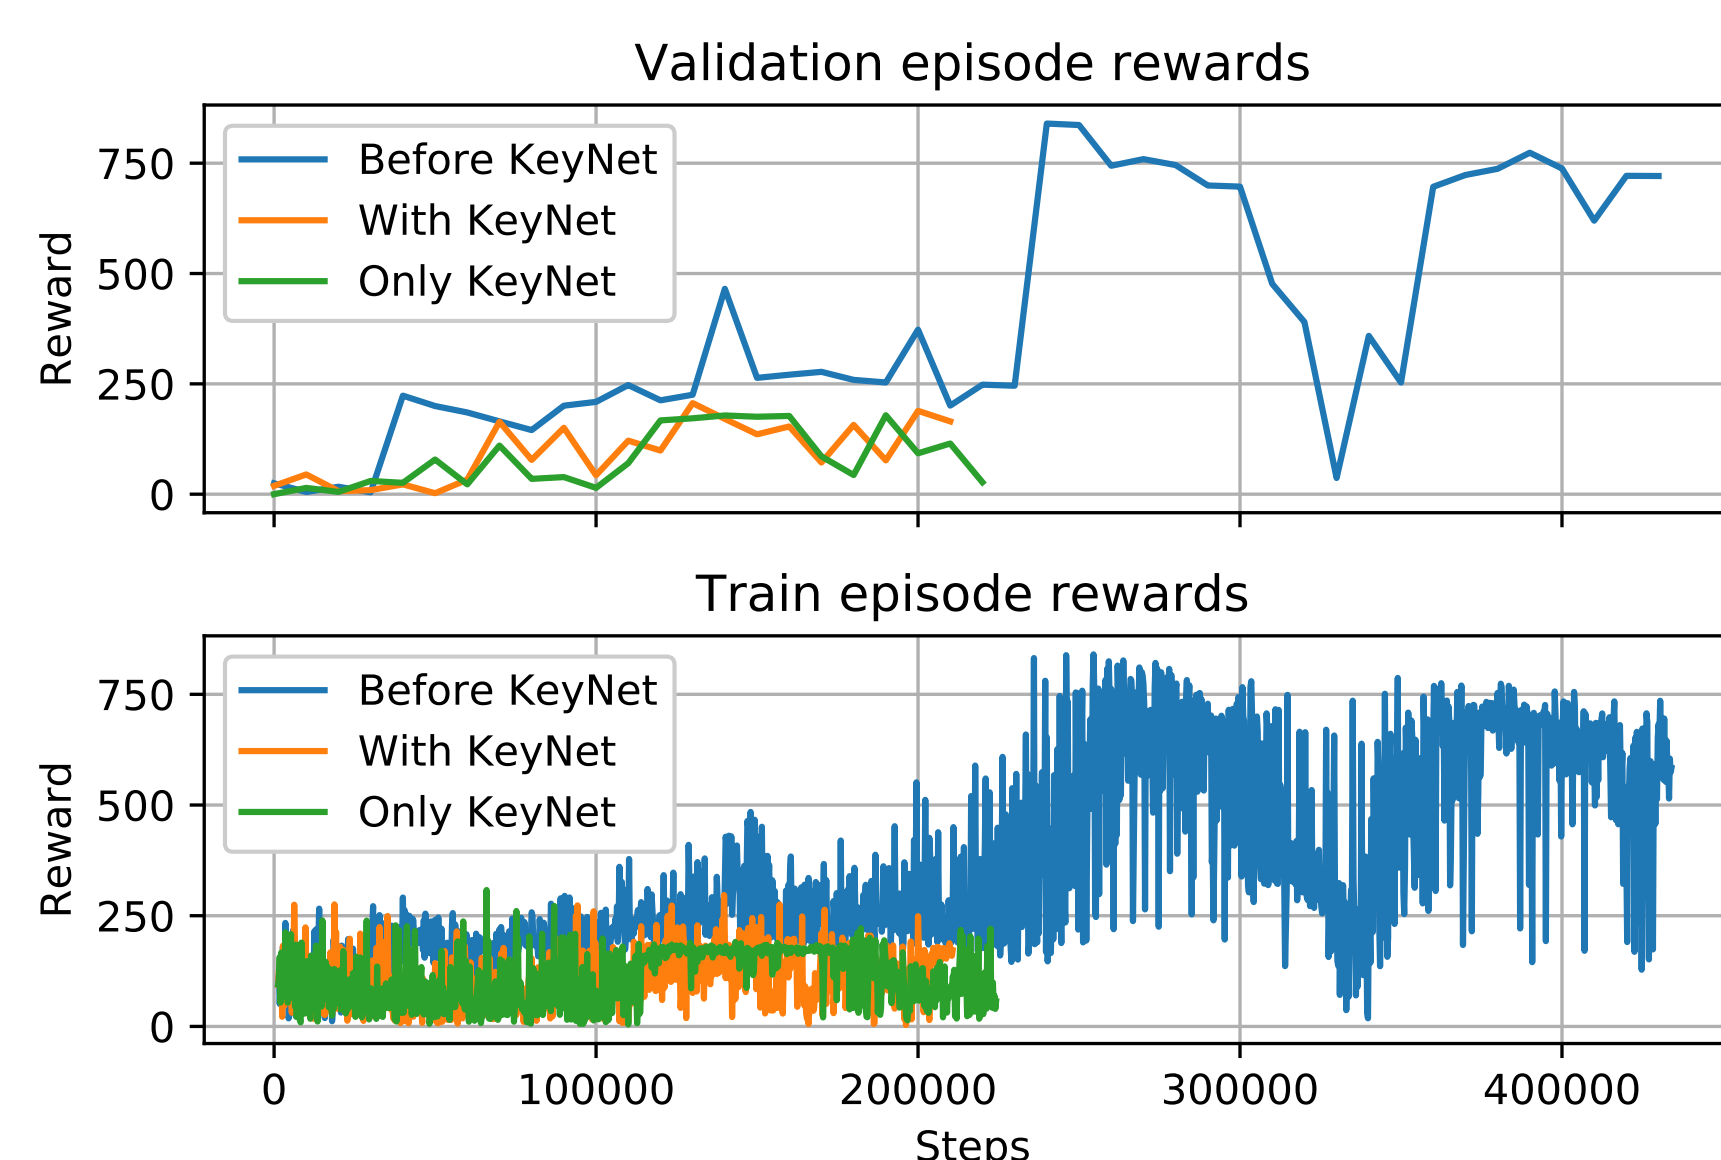 Validation episode rewards
Before KeyNet
With KeyNet
Only KeyNet
750
500
250
0
Reward
Train episode rewards
Before KeyNet
With KeyNet
Only KeyNet
750
500
250
0
Reward
0 100000 200000 300000 400000
Steps